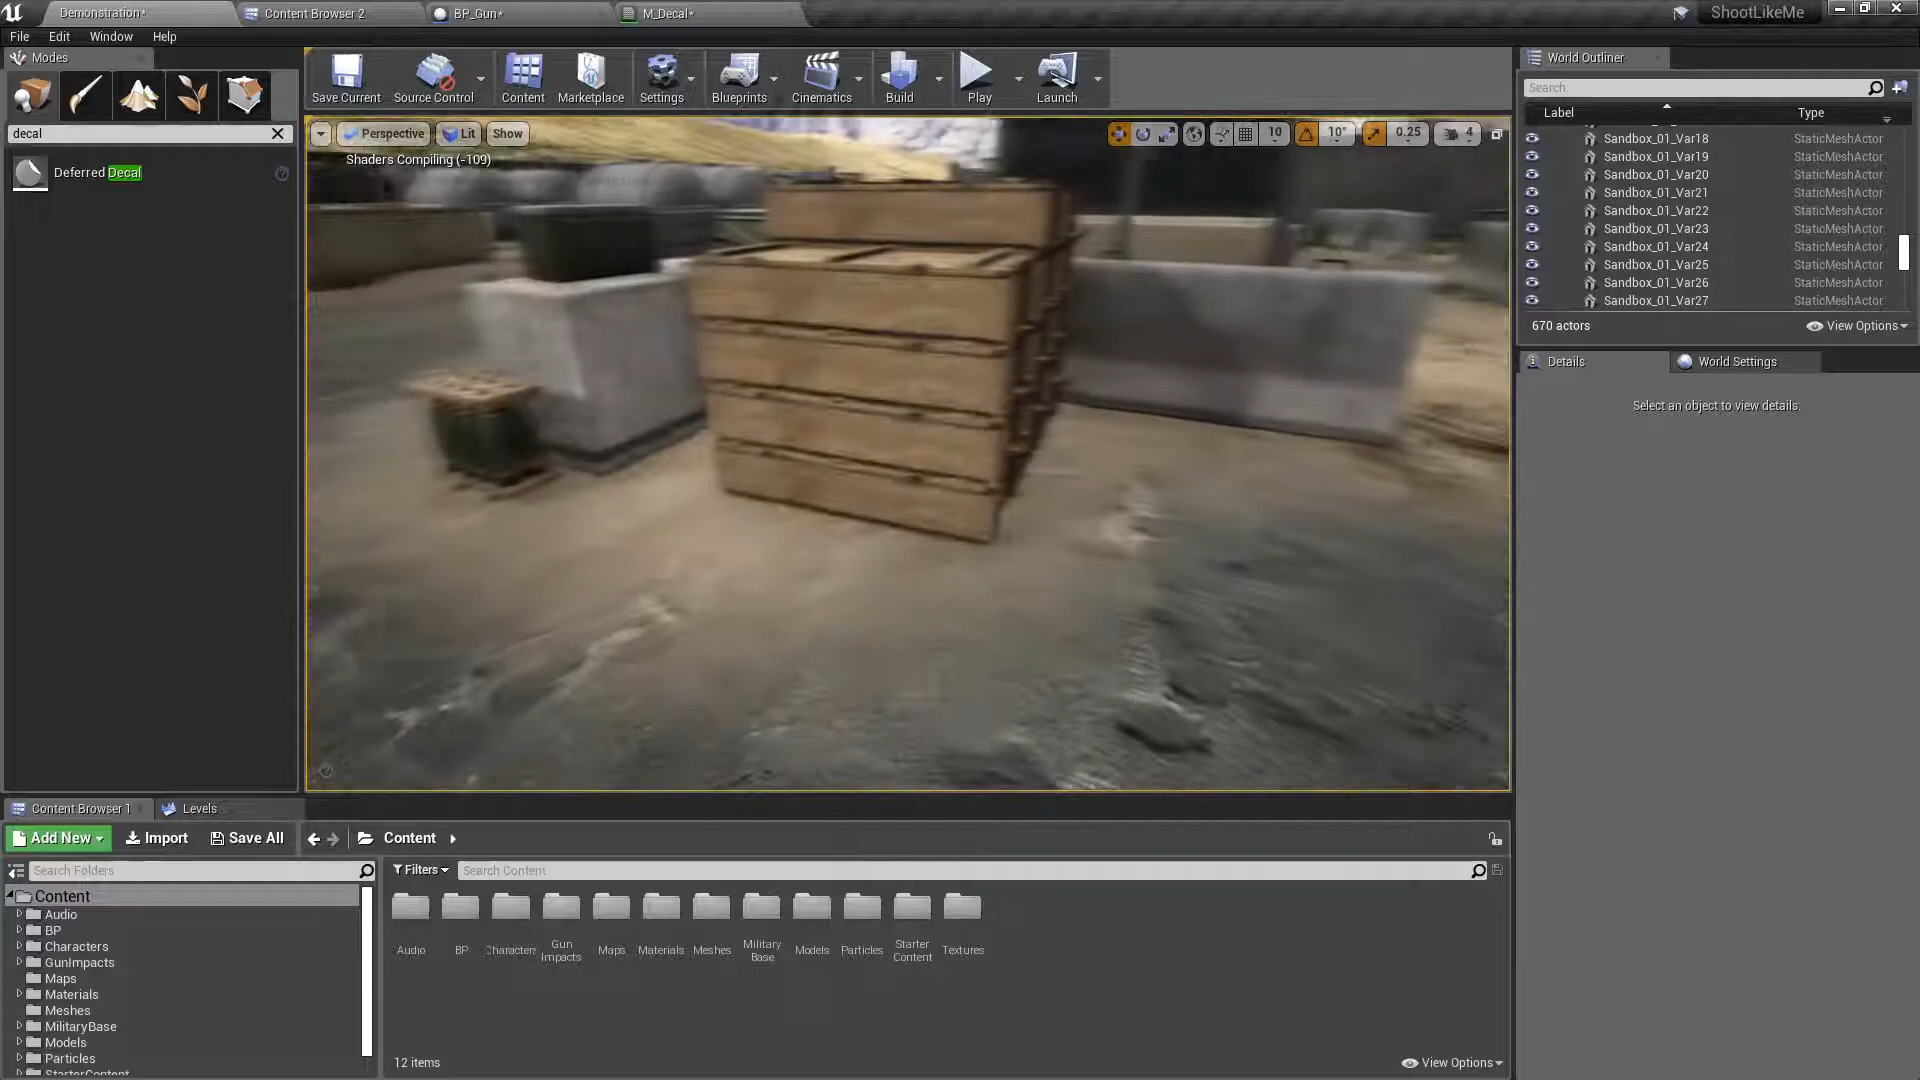 Demonstration*
Content Browser 2
BP_Gun*
M_Decal*
ShootLikeMe
File
Edit
Window
Help
Modes
decal
Deferred Decal
Save Current
Source Control
Content
Marketplace
Settings
Blueprints
Cinematics
Build
Play
Launch
Perspective
Lit
Show
10
10°
0.25
4
Shaders Compiling (-109)
World Outliner
Search.
Label
Type
Sandbox_01_Var18 StaticMeshActor
Sandbox_01_Var19 StaticMeshActor
Sandbox_01_Var20 StaticMeshActor
Sandbox_01_Var21 StaticMeshActor
Sandbox_01_Var22 StaticMeshActor
Sandbox_01_Var23 StaticMeshActor
Sandbox_01_Var24 StaticMeshActor
Sandbox_01_Var25 StaticMeshActor
Sandbox_01_Var26 StaticMeshActor
Sandbox_01_Var27 StaticMeshActor
670 actors
View Options
Details
World Settings
Select an object to view details.
Content Browser 1
Levels
Add New
Import
Save All
Content
Search Folders
Filters
Search Content
Content
Audio
BP
Characters
GunImpacts
Maps
Materials
Meshes
MilitaryBase
Models
Particles
StarterContent
Audio
BP
Characters
Gun Impacts
Maps
Materials
Meshes
Military Base
Models
Particles
Starter Content
Textures
12 items
View Options